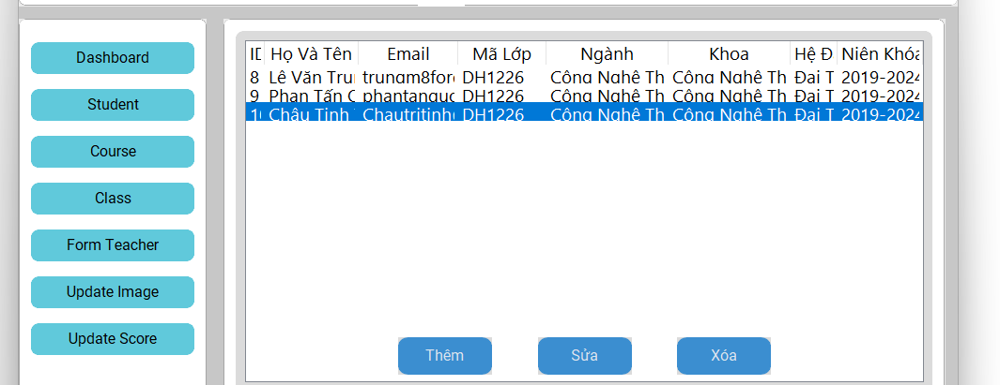 Dashboard
Student
Course
Class
Form Teacher
Update Image
Update Score
Họ Và Tên Email Mã Lớp Ngành Khoa Hệ Đ Niên Khóa
8 Lê Văn Tru trungm8for DH1226 Công Nghệ Th Công Nghệ Th Đại T 2019-2024
9 Phan Tấn phantanquo DH1226 Công Nghệ Th Công Nghệ Th Đại T 2019-2024
Châu Tinh Chautritinh DH1226 Công Nghệ Th Công Nghệ Th Đại T 2019-2024
Thêm Sửa Xóa